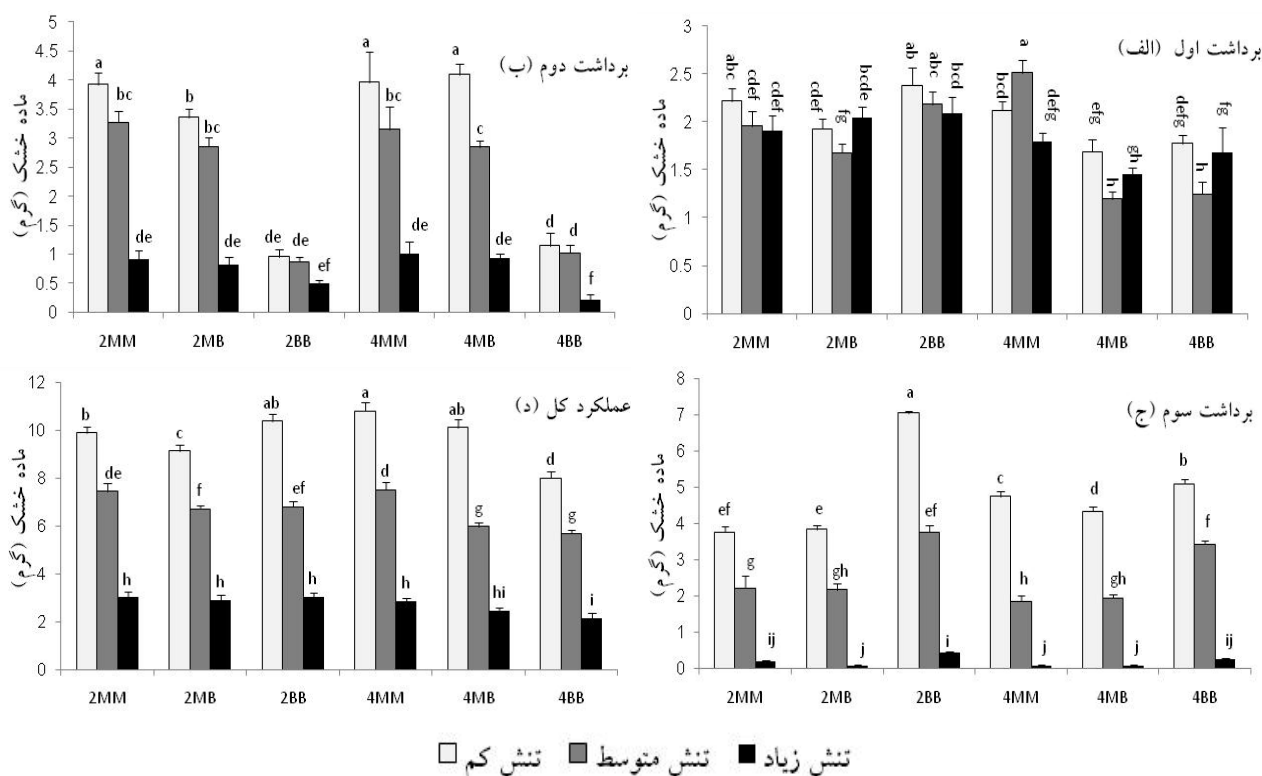 برداشت اول (الف)
ماده خشک (گرم)
3
2.5
2
1.5
1
0.5
0
abc cdef cdef cdef fg bcde ab abc bcd bcd a defg efg h gh defg h fg
2MM 2MB 2BB 4MM 4MB 4BB
برداشت دوم (ب)
ماده خشک (گرم)
5
4.5
4
3.5
3
2.5
2
1.5
1
0.5
0
a bc de b bc de de de ef a bc de a c de d d f
2MM 2MB 2BB 4MM 4MB 4BB
برداشت سوم (ج)
ماده خشک (گرم)
8
7
6
5
4
3
2
1
0
ef g ij e gh j a ef i c h j d gh j b f ij
2MM 2MB 2BB 4MM 4MB 4BB
عملکرد کل (د)
ماده خشک (گرم)
12
10
8
6
4
2
0
b de h c f h ab ef h a d h ab g hi d g i
2MM 2MB 2BB 4MM 4MB 4BB
تنش زیاد تنش متوسط تنش کم